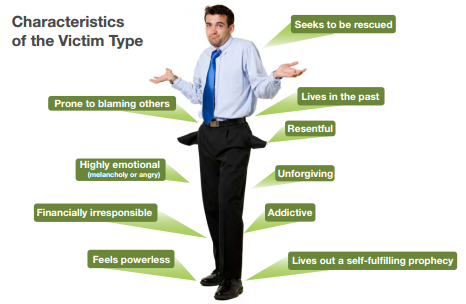 Characteristics
of the Victim Type
Seeks to be rescued
Prone to blaming others
Lives in the past
Resentful
Highly emotional
(melancholy or angry)
Unforgiving
Financially irresponsible
Addictive
Feels powerless
Lives out a self-fulfilling prophecy